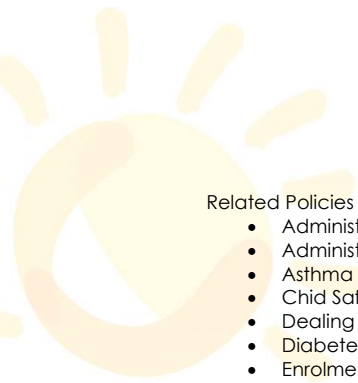 Related Policies
• Administ
• Administ
• Asthma
• Chid Saf
• Dealing
• Diabete
• Enrolme